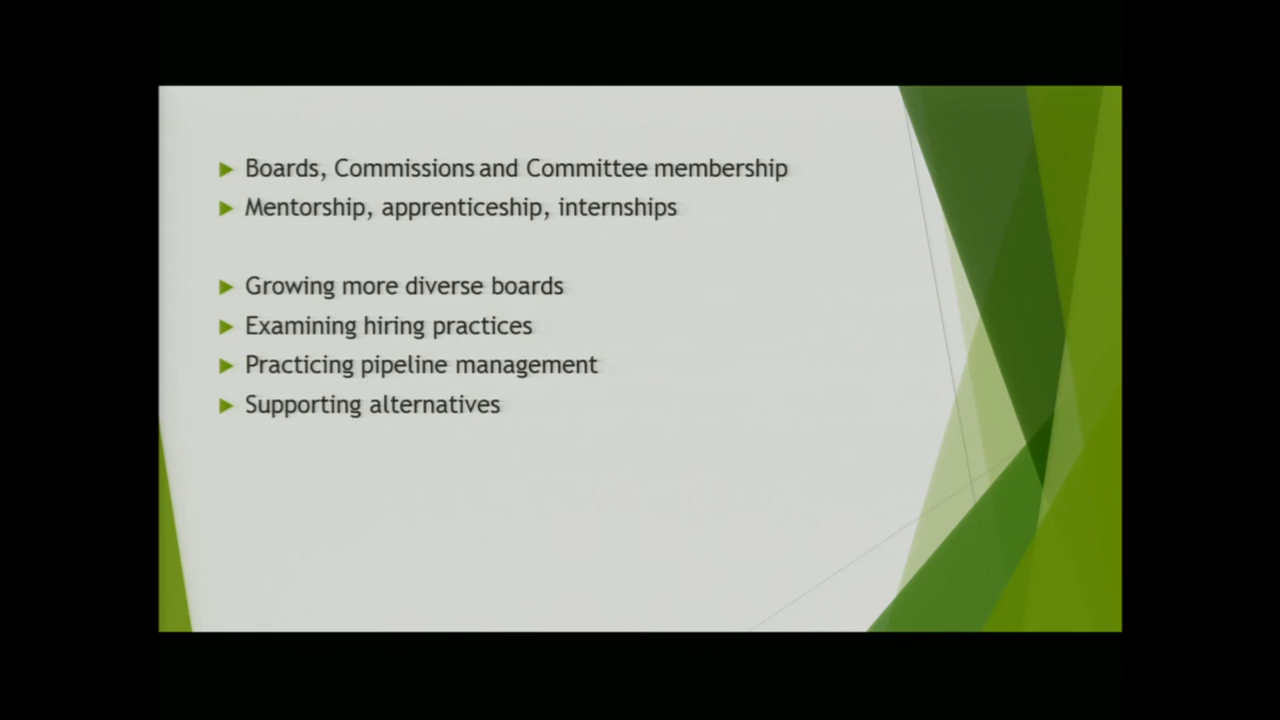 Boards, Commissions and Committee membership
Mentorship, apprenticeship, internships
Growing more diverse boards
Examining hiring practices
Practicing pipeline management
Supporting alternatives